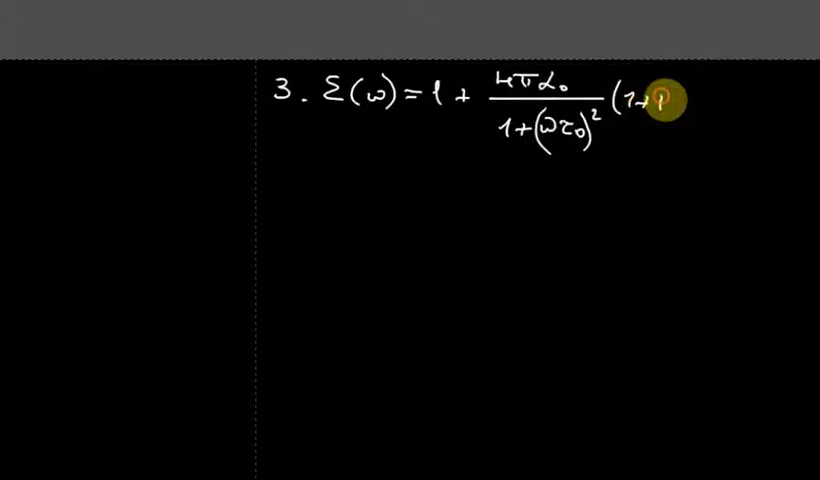 3. Σ(ω) = 1 + 4πα₀ / 1+(ωτ₀)² (1+